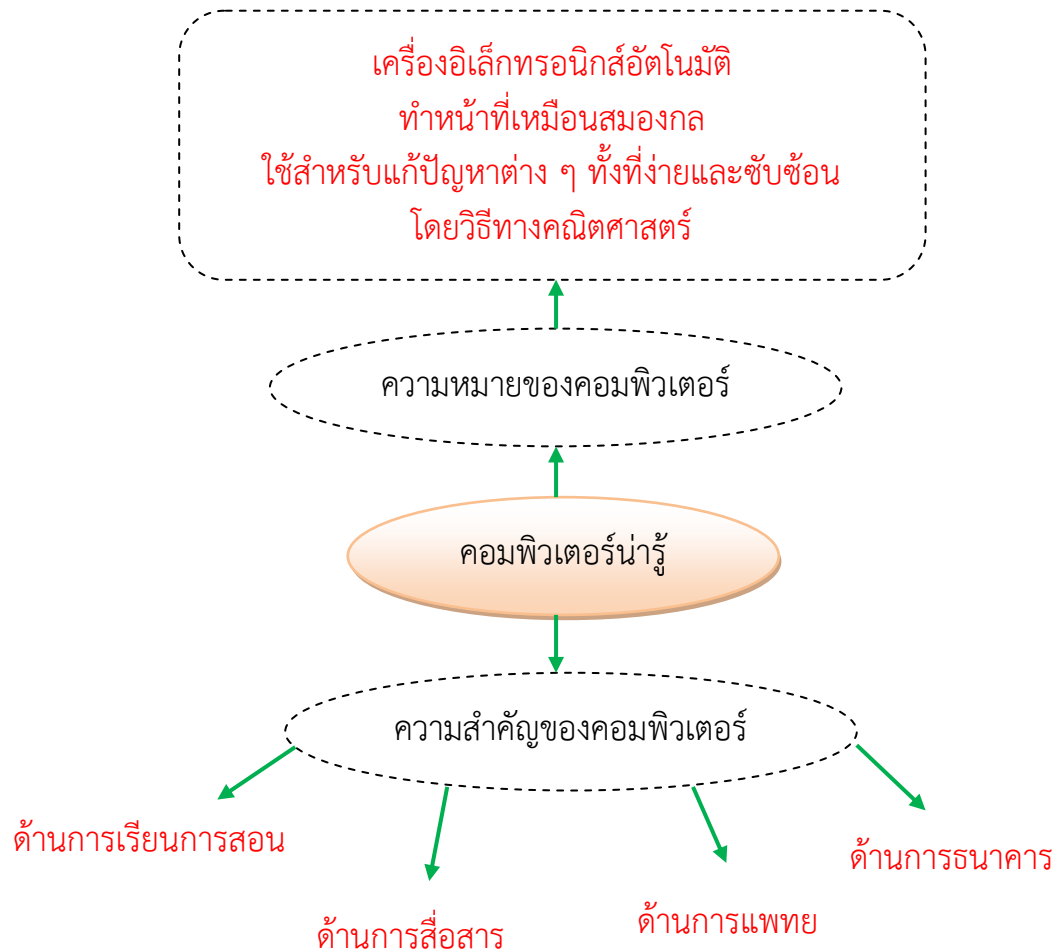 เครื่องอิเล็กทรอนิกส์อัตโนมัติ
ทำหน้าที่เหมือนสมองกล
ใช้สำหรับแก้ปัญหาต่าง ๆ ทั้งที่ง่ายและซับซ้อน
โดยวิธีทางคณิตศาสตร์
ความหมายของคอมพิวเตอร์
คอมพิวเตอร์น่ารู้
ความสำคัญของคอมพิวเตอร์
ด้านการเรียนการสอน
ด้านการสื่อสาร
ด้านการแพทย
ด้านการธนาคาร